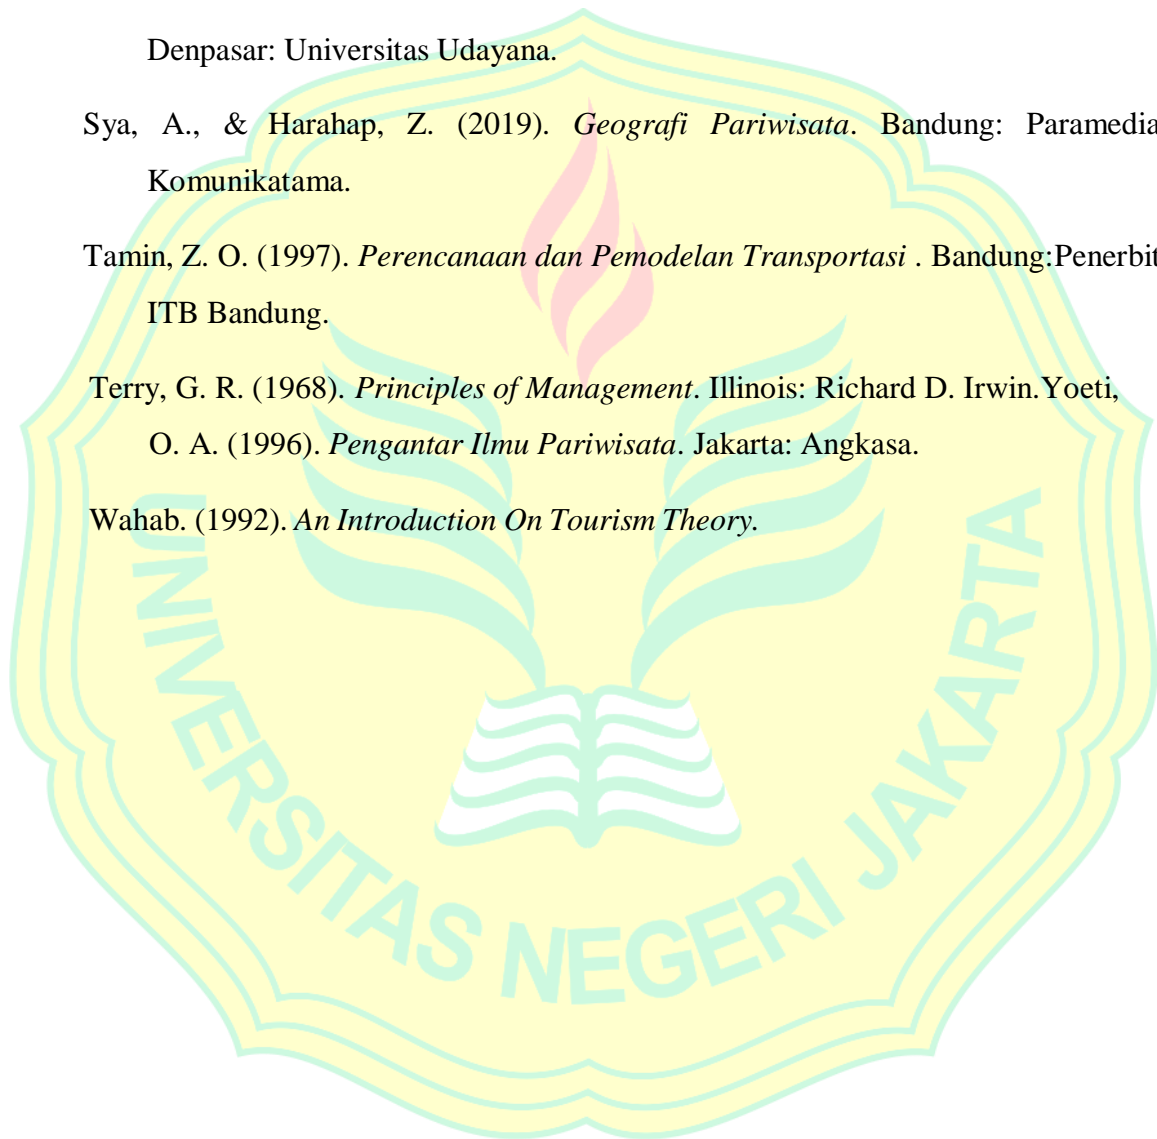 Denpasar: Universitas Udayana.
Sya, A., & Harahap, Z. (2019). Geografi Pariwisata. Bandung: Paramedia
Komunikatama.
Tamin, Z. O. (1997). Perencanaan dan Pemodelan Transportasi . Bandung:Penerbit
ITB Bandung.
Terry, G. R. (1968). Principles of Management. Illinois: Richard D. Irwin.Yoeti,
O. A. (1996). Pengantar Ilmu Pariwisata. Jakarta: Angkasa.
Wahab. (1992). An Introduction On Tourism Theory.
UNIVERSITAS NEGERI JAKARTA